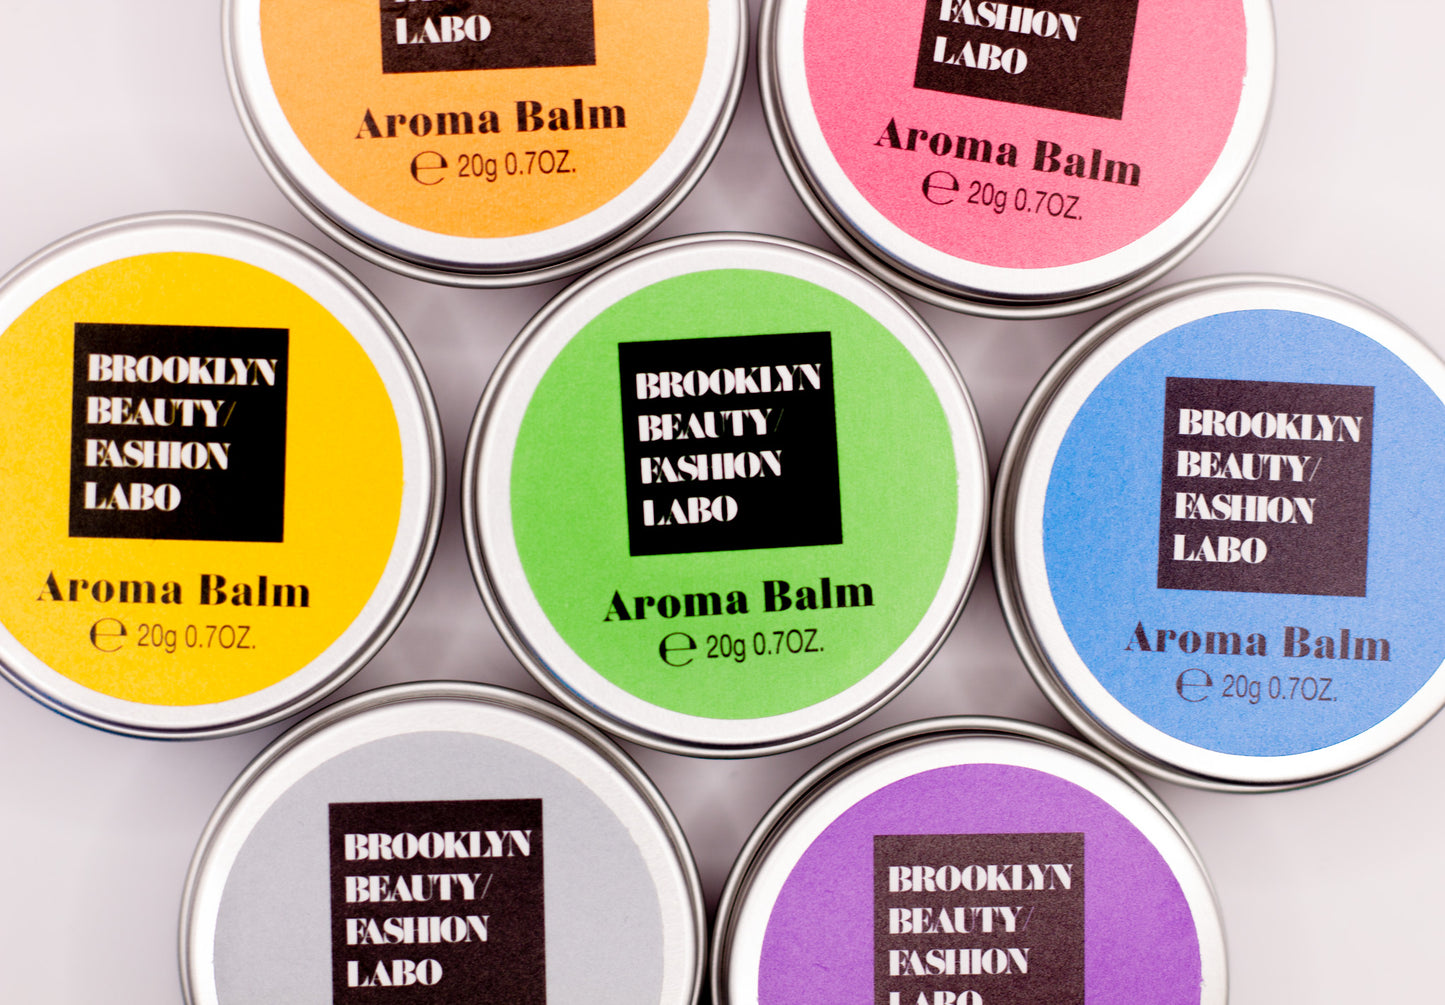 LABO
Aroma Balm
℮ 20g 0.7OZ.
FASHION
LABO
Aroma Balm
℮ 20g 0.7OZ.
BROOKLYN
BEAUTY/
FASHION
LABO
Aroma Balm
℮ 20g 0.7OZ.
BROOKLYN
BEAUTY/
FASHION
LABO
Aroma Balm
℮ 20g 0.7OZ.
BROOKLYN
BEAUTY/
FASHION
LABO
Aroma Balm
℮ 20g 0.7OZ.
BROOKLYN
BEAUTY/
FASHION
LABO
BROOKLYN
BEAUTY/
FASHION
LABO